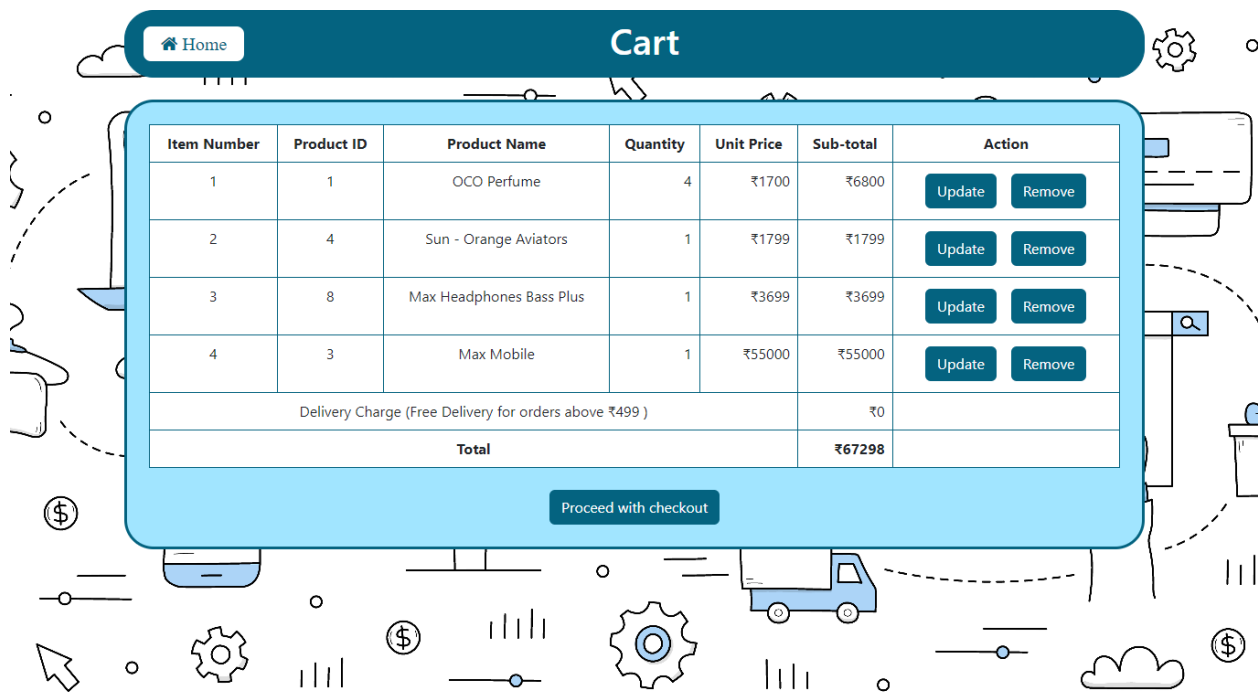 Home
Cart
Item Number Product ID Product Name Quantity Unit Price Sub-total Action
1 1 OCO Perfume 4 ₹1700 ₹6800 Update Remove
2 4 Sun - Orange Aviators 1 ₹1799 ₹1799 Update Remove
3 8 Max Headphones Bass Plus 1 ₹3699 ₹3699 Update Remove
4 3 Max Mobile 1 ₹55000 ₹55000 Update Remove
Delivery Charge (Free Delivery for orders above ₹499 ) ₹0
Total ₹67298
Proceed with checkout
$
$
$